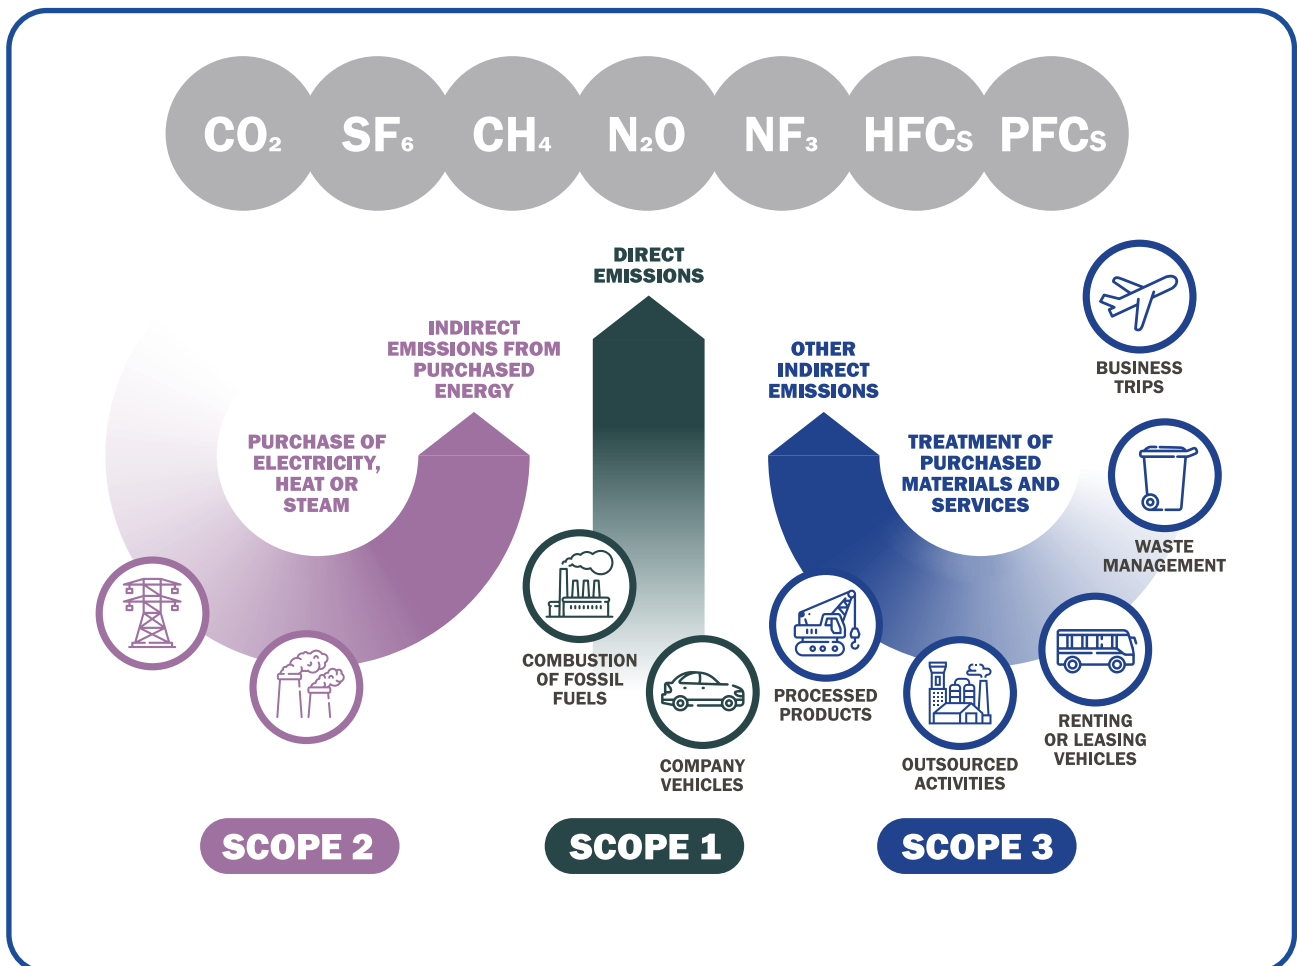 CO₂ SF₆ CH₄ N₂O NF₃ HFCs PFCs
DIRECT
EMISSIONS
INDIRECT
EMISSIONS FROM
PURCHASED
ENERGY
PURCHASE OF
ELECTRICITY,
HEAT OR
STEAM
OTHER
INDIRECT
EMISSIONS
TREATMENT OF
PURCHASED
MATERIALS AND
SERVICES
BUSINESS
TRIPS
WASTE
MANAGEMENT
COMBUSTION
OF FOSSIL
FUELS
COMPANY
VEHICLES
PROCESSED
PRODUCTS
OUTSOURCED
ACTIVITIES
RENTING
OR LEASING
VEHICLES
SCOPE 2
SCOPE 1
SCOPE 3